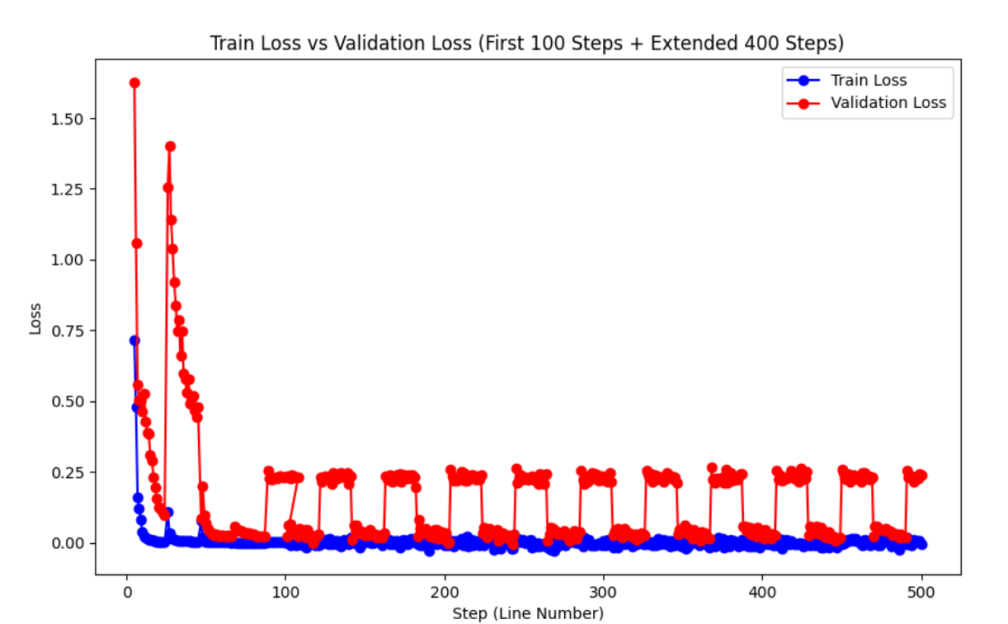 Train Loss vs Validation Loss (First 100 Steps + Extended 400 Steps)
Train Loss
Validation Loss
1.50
1.25
1.00
0.75
0.50
0.25
0.00
Loss
0 100 200 300 400 500
Step (Line Number)